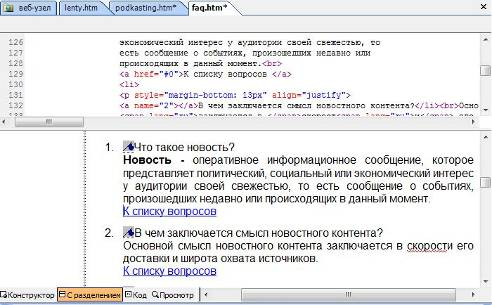 веб-узел lenty.htm podkasting.htm* faq.htm*
126 экономический интерес у аудитории своей свежестью, то
127 есть сообщение о событиях, произошедших недавно или
128 происходящих в данный момент.<br>
129 <a href="#0">К списку вопросов </a>
130 <li>
131 <p style="margin-bottom: 13px" align="justify">
132 <a name="2"></a>В чем заключается смысл новостного контента?</li><br>Осно
1. Что такое новость?
Новость - оперативное информационное сообщение, которое
представляет политический, социальный или экономический интерес
у аудитории своей свежестью, то есть сообщение о событиях,
произошедших недавно или происходящих в данный момент.
К списку вопросов
2. В чем заключается смысл новостного контента?
Основной смысл новостного контента заключается в скорости его
доставки и широта охвата источников.
К списку вопросов
Конструктор С разделением Код Просмотр